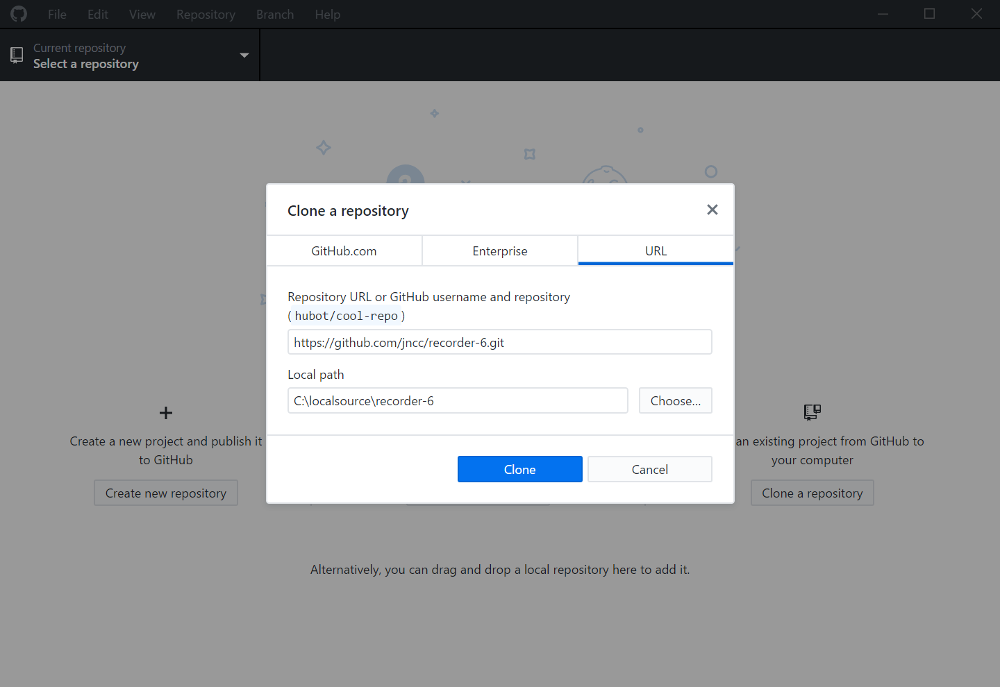 File Edit View Repository Branch Help
Current repository
Select a repository
Clone a repository
GitHub.com Enterprise URL
Repository URL or GitHub username and repository
(hubot/cool-repo)
https://github.com/jncc/recorder-6.git
Local path
C:\localsource\recorder-6 Choose...
Clone Cancel
Create a new project and publish it
to GitHub
Create new repository
an existing project from GitHub to
your computer
Clone a repository
Alternatively, you can drag and drop a local repository here to add it.